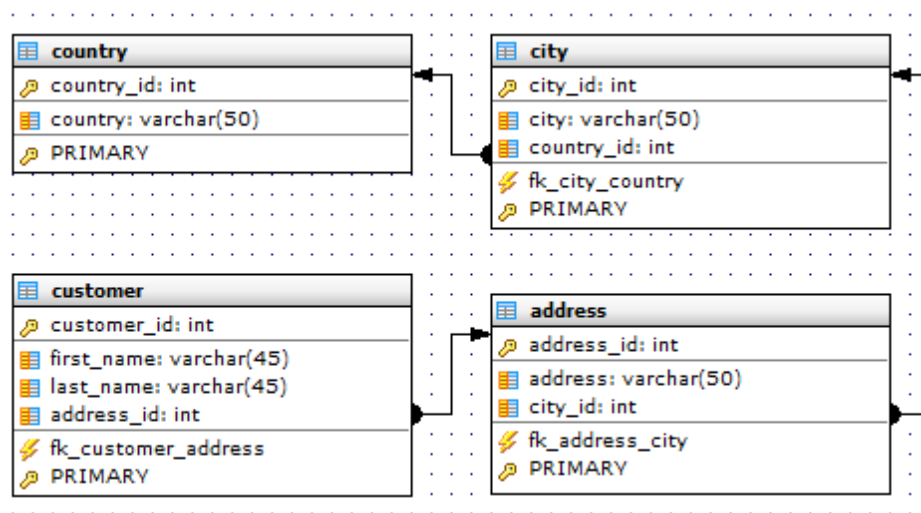 country
country_id: int
country: varchar(50)
PRIMARY
city
city_id: int
city: varchar(50)
country_id: int
fk_city_country
PRIMARY
customer
customer_id: int
first_name: varchar(45)
last_name: varchar(45)
address_id: int
fk_customer_address
PRIMARY
address
address_id: int
address: varchar(50)
city_id: int
fk_address_city
PRIMARY